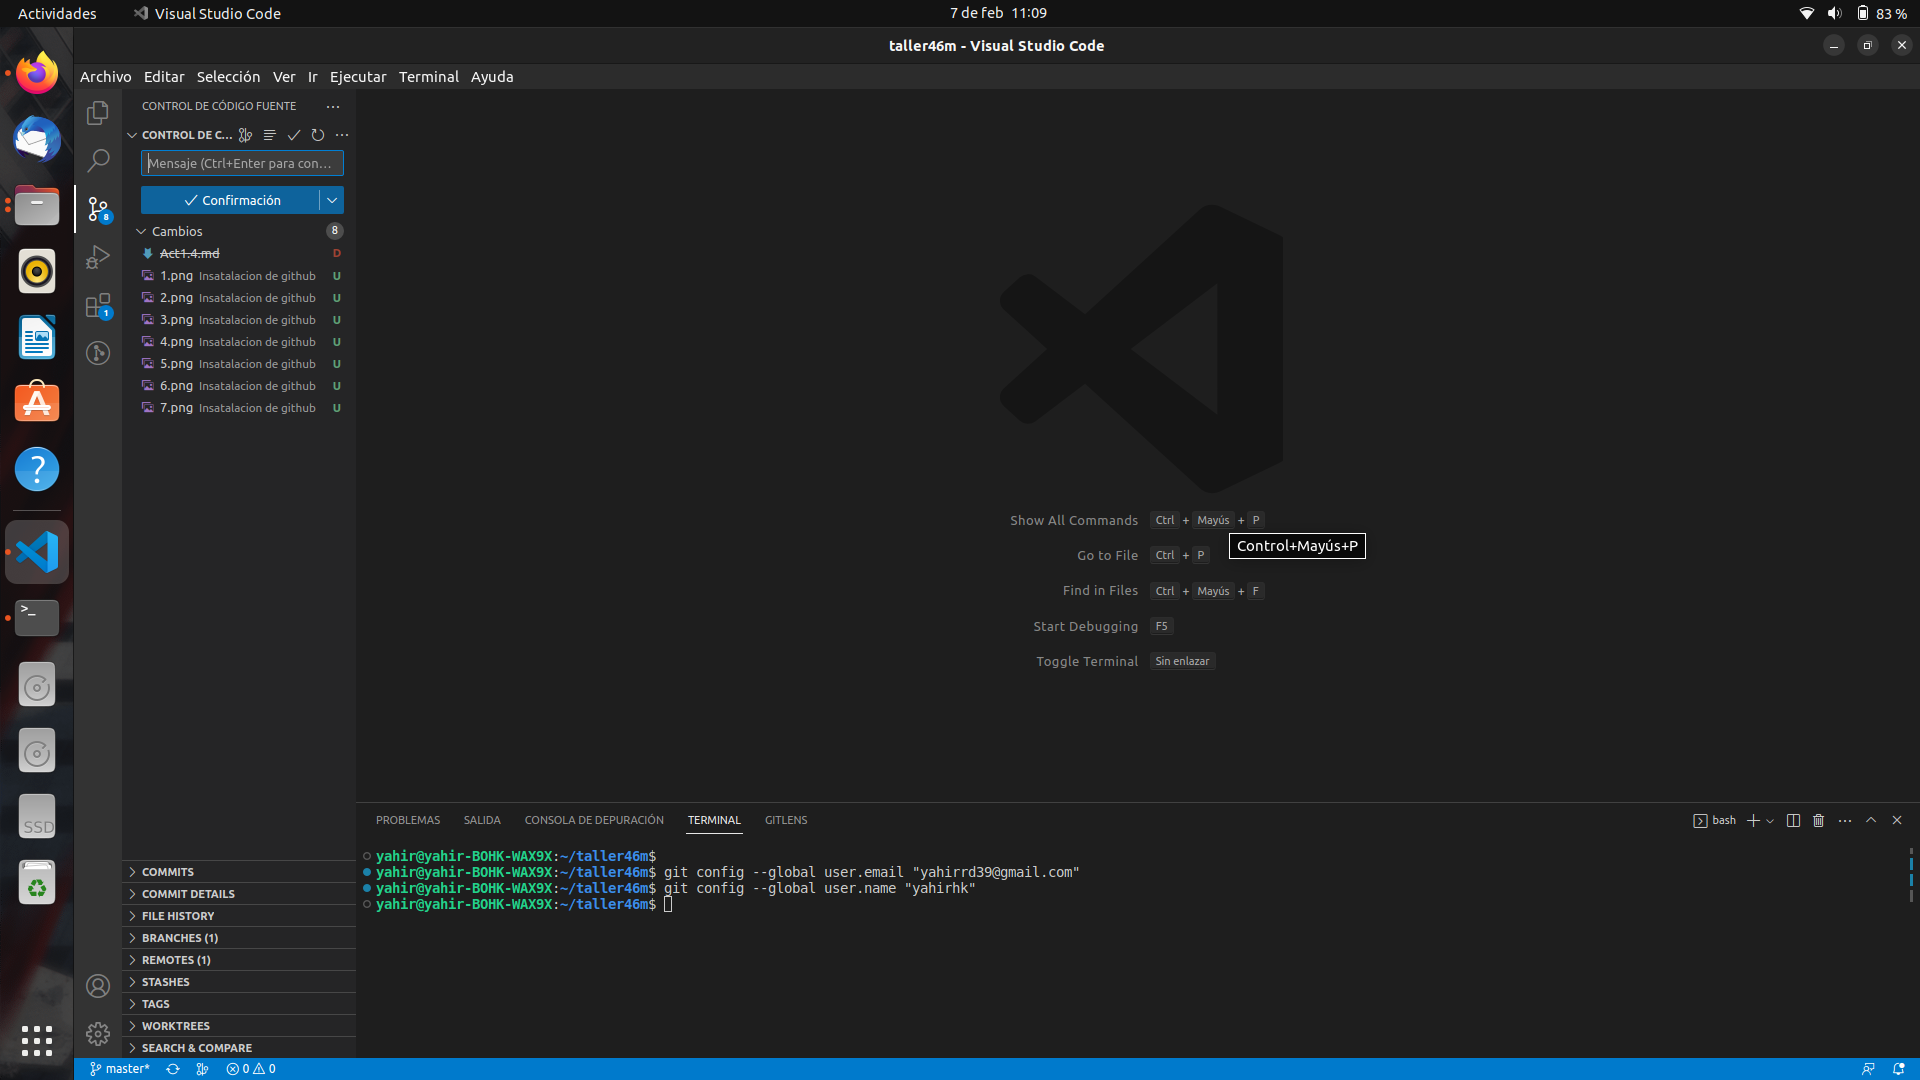 Actividades
Visual Studio Code
7 de feb 11:09
83 %
taller46m - Visual Studio Code
Archivo Editar Selección Ver Ir Ejecutar Terminal Ayuda
CONTROL DE CÓDIGO FUENTE
CONTROL DE C...
Mensaje (Ctrl+Enter para con...
Confirmación
Cambios 8
Act1.4.md D
1.png Insatalacion de github U
2.png Insatalacion de github U
3.png Insatalacion de github U
4.png Insatalacion de github U
5.png Insatalacion de github U
6.png Insatalacion de github U
7.png Insatalacion de github U
8
1
SSD
Show All Commands Ctrl + Mayús + P
Control+Mayús+P
Go to File Ctrl + P
Find in Files Ctrl + Mayús + F
Start Debugging F5
Toggle Terminal Sin enlazar
COMMITS
COMMIT DETAILS
FILE HISTORY
BRANCHES (1)
REMOTES (1)
STASHES
TAGS
WORKTREES
SEARCH & COMPARE
PROBLEMAS SALIDA CONSOLA DE DEPURACIÓN TERMINAL GITLENS
bash
yahir@yahir-BOHK-WAX9X:~/taller46m$
yahir@yahir-BOHK-WAX9X:~/taller46m$ git config --global user.email "yahirrd39@gmail.com"
yahir@yahir-BOHK-WAX9X:~/taller46m$ git config --global user.name "yahirhk"
yahir@yahir-BOHK-WAX9X:~/taller46m$
master* 0 0